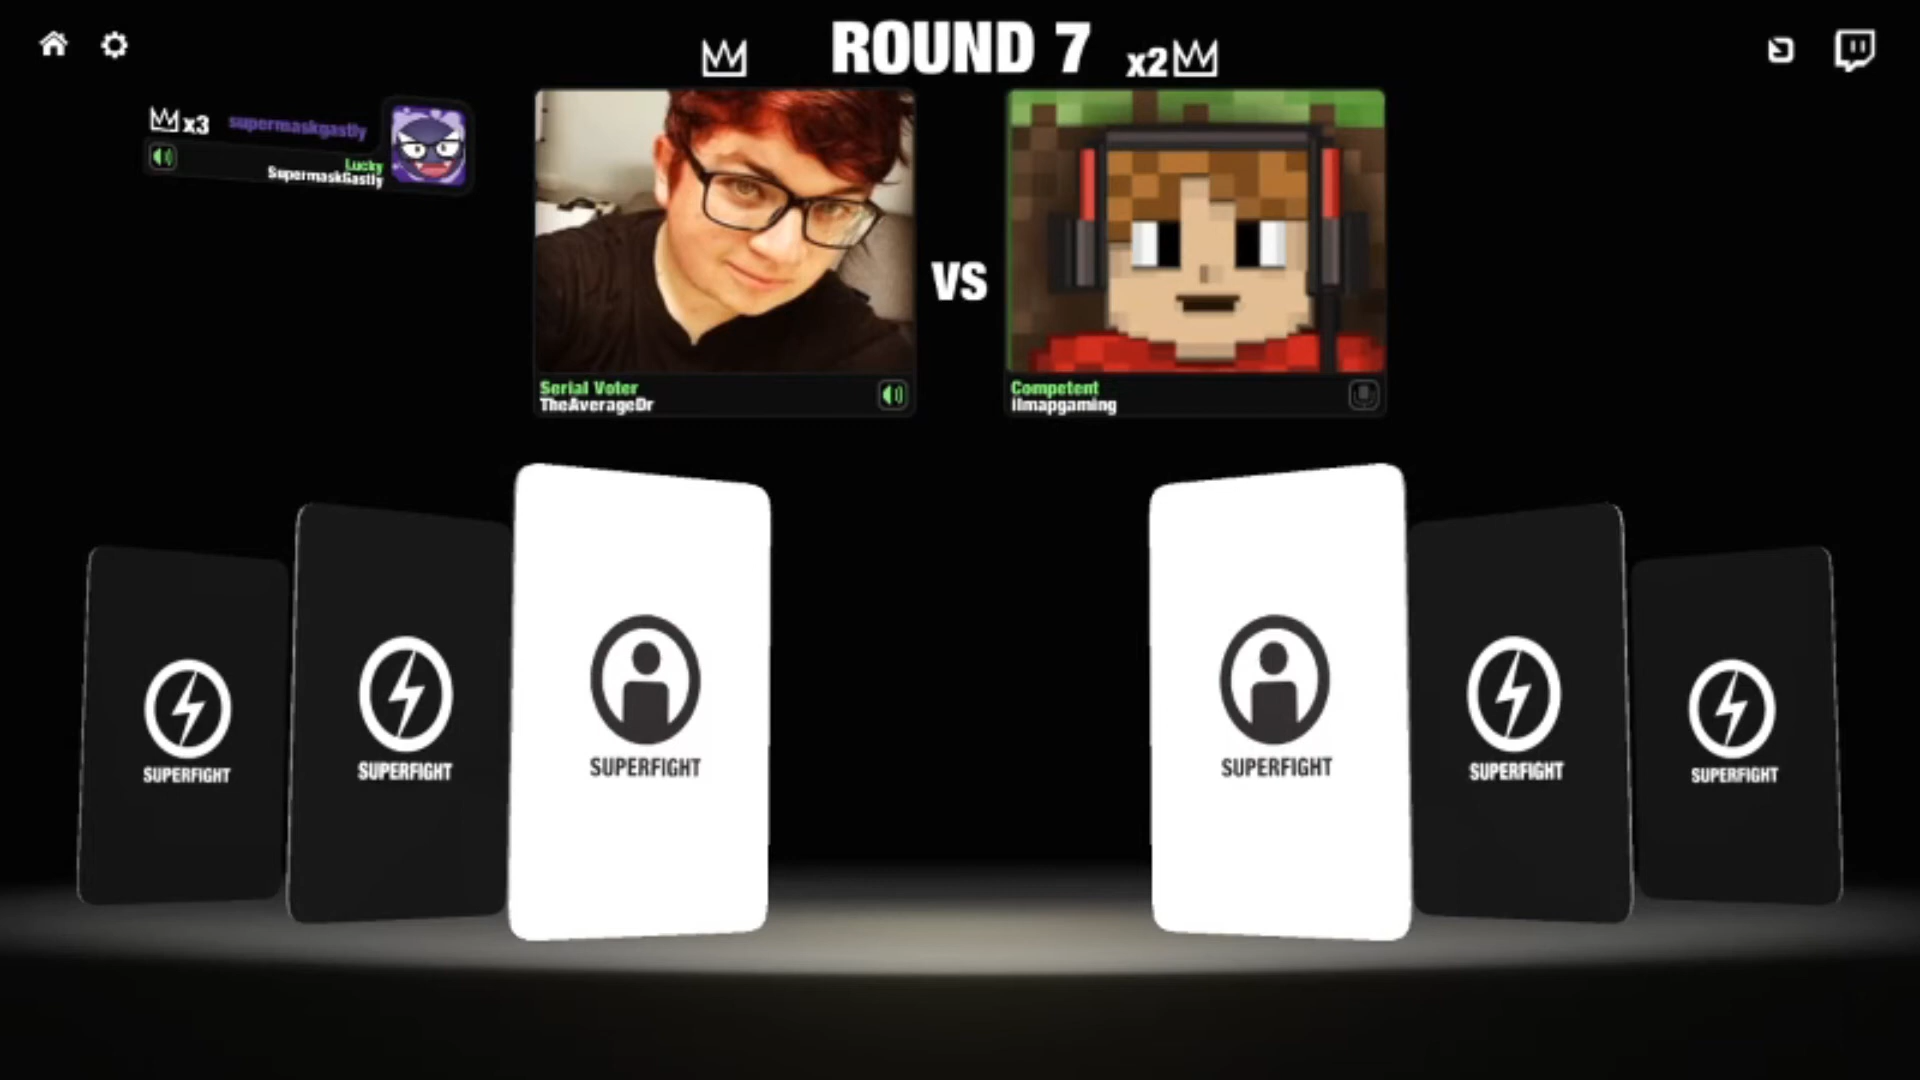 ROUND 7
x2
x3 supermaskgastly
Lucky
SupermaskGastly
VS
Serial Voter
TheAverageDr
Competent
ilmapgaming
SUPERFIGHT
SUPERFIGHT
SUPERFIGHT
SUPERFIGHT
SUPERFIGHT
SUPERFIGHT